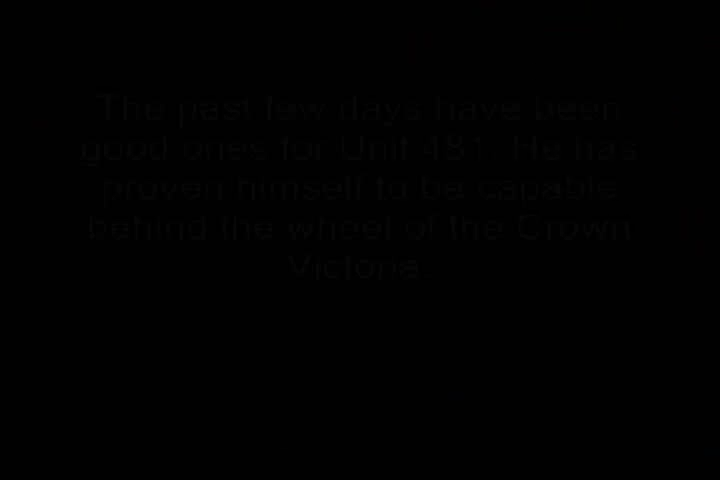 The past few days have been
good ones for Unit 481. He has
proven himself to be capable
behind the wheel of the Crown
Victoria.